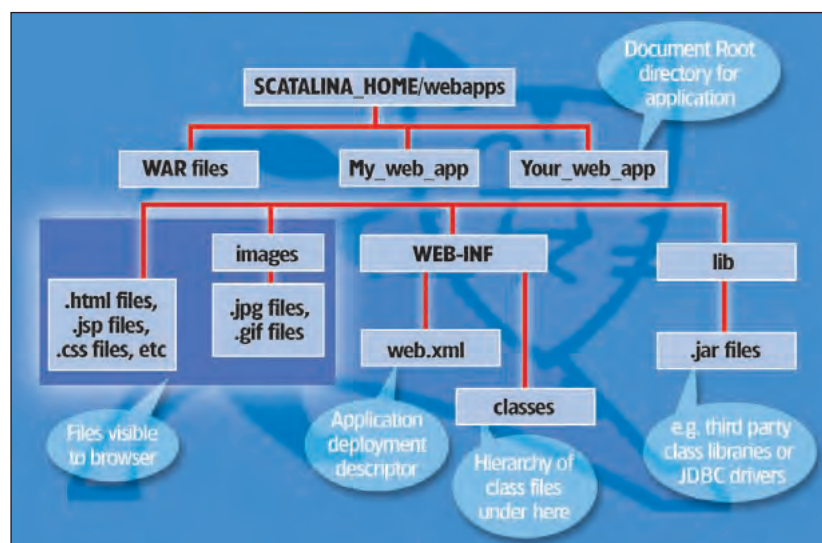 Document Root
directory for
application
SCATALINA_HOME/webapps
WAR files
My_web_app
Your_web_app
images
WEB-INF
lib
.html files,
.jsp files,
.css files, etc
.jpg files,
.gif files
web.xml
.jar files
classes
Files visible
to browser
Application
deployment
descriptor
Hierarchy of
class files
under here
e.g. third party
class libraries or
JDBC drivers